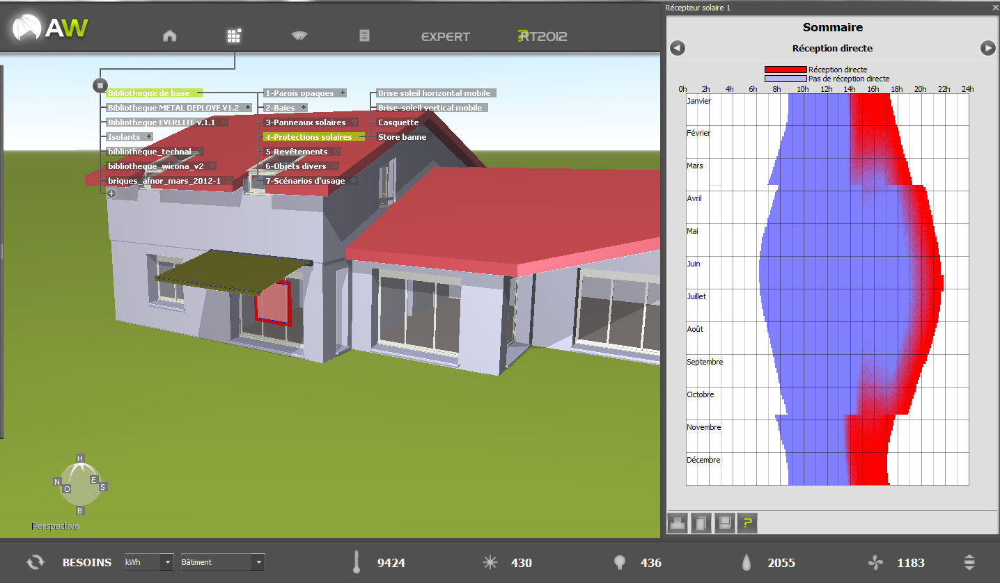 AW
EXPERT
?RT2012
Bibliotheque de base
Bibliotheque METAL DEPLOYE V1.2 +
Bibliotheque EVERLITE v.1.1 +
Isolants +
bibliotheque_technal +
bibliotheque_wicona_v2 +
briques_afnor_mars_2012-1 +
+
1-Parois opaques +
2-Baies +
3-Panneaux solaires +
4-Protections solaires
5-Revêtements +
6-Objets divers +
7-Scénarios d'usage +
Brise soleil horizontal mobile
Brise-soleil vertical mobile
Casquette
Store banne
H
N
E
O
S
B
Perspective
Récepteur solaire 1
Sommaire
Réception directe
Réception directe
Pas de réception directe
0h 2h 4h 6h 8h 10h 12h 14h 16h 18h 20h 22h 24h
Janvier
Février
Mars
Avril
Mai
Juin
Juillet
Août
Septembre
Octobre
Novembre
Décembre
?
BESOINS kWh Bâtiment 9424 430 436 2055 1183